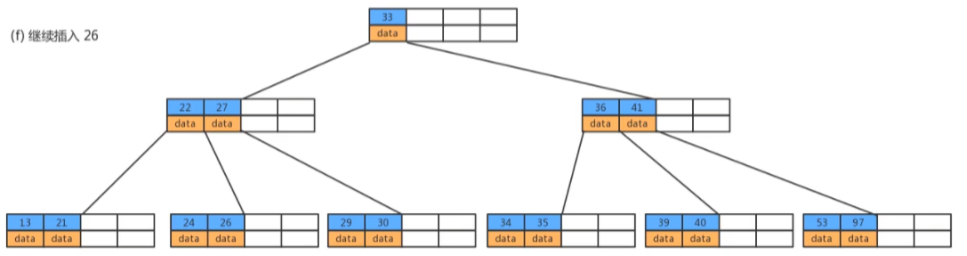 (f) 继续插入 26
33
data
22 27
data data
36 41
data data
13 21
data data
24 26
data data
29 30
data data
34 35
data data
39 40
data data
53 97
data data